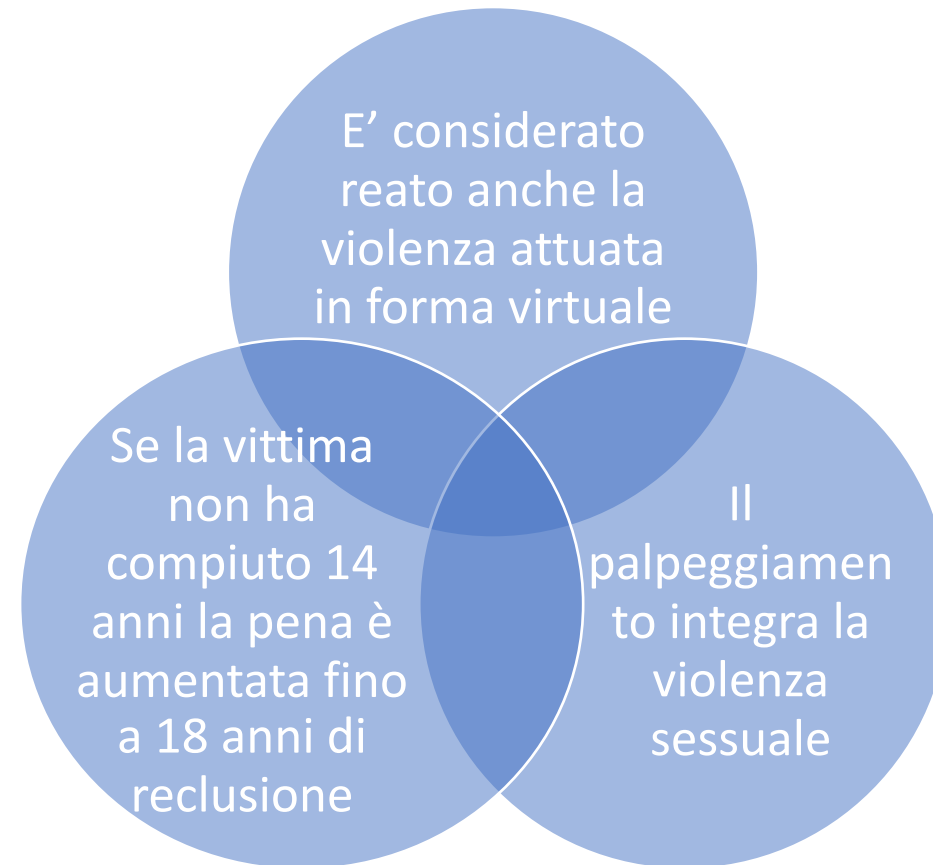 E’ considerato
reato anche la
violenza attuata
in forma virtuale
Se la vittima
non ha
compiuto 14
anni la pena è
aumentata fino
a 18 anni di
reclusione
Il
palpeggiamen
to integra la
violenza
sessuale